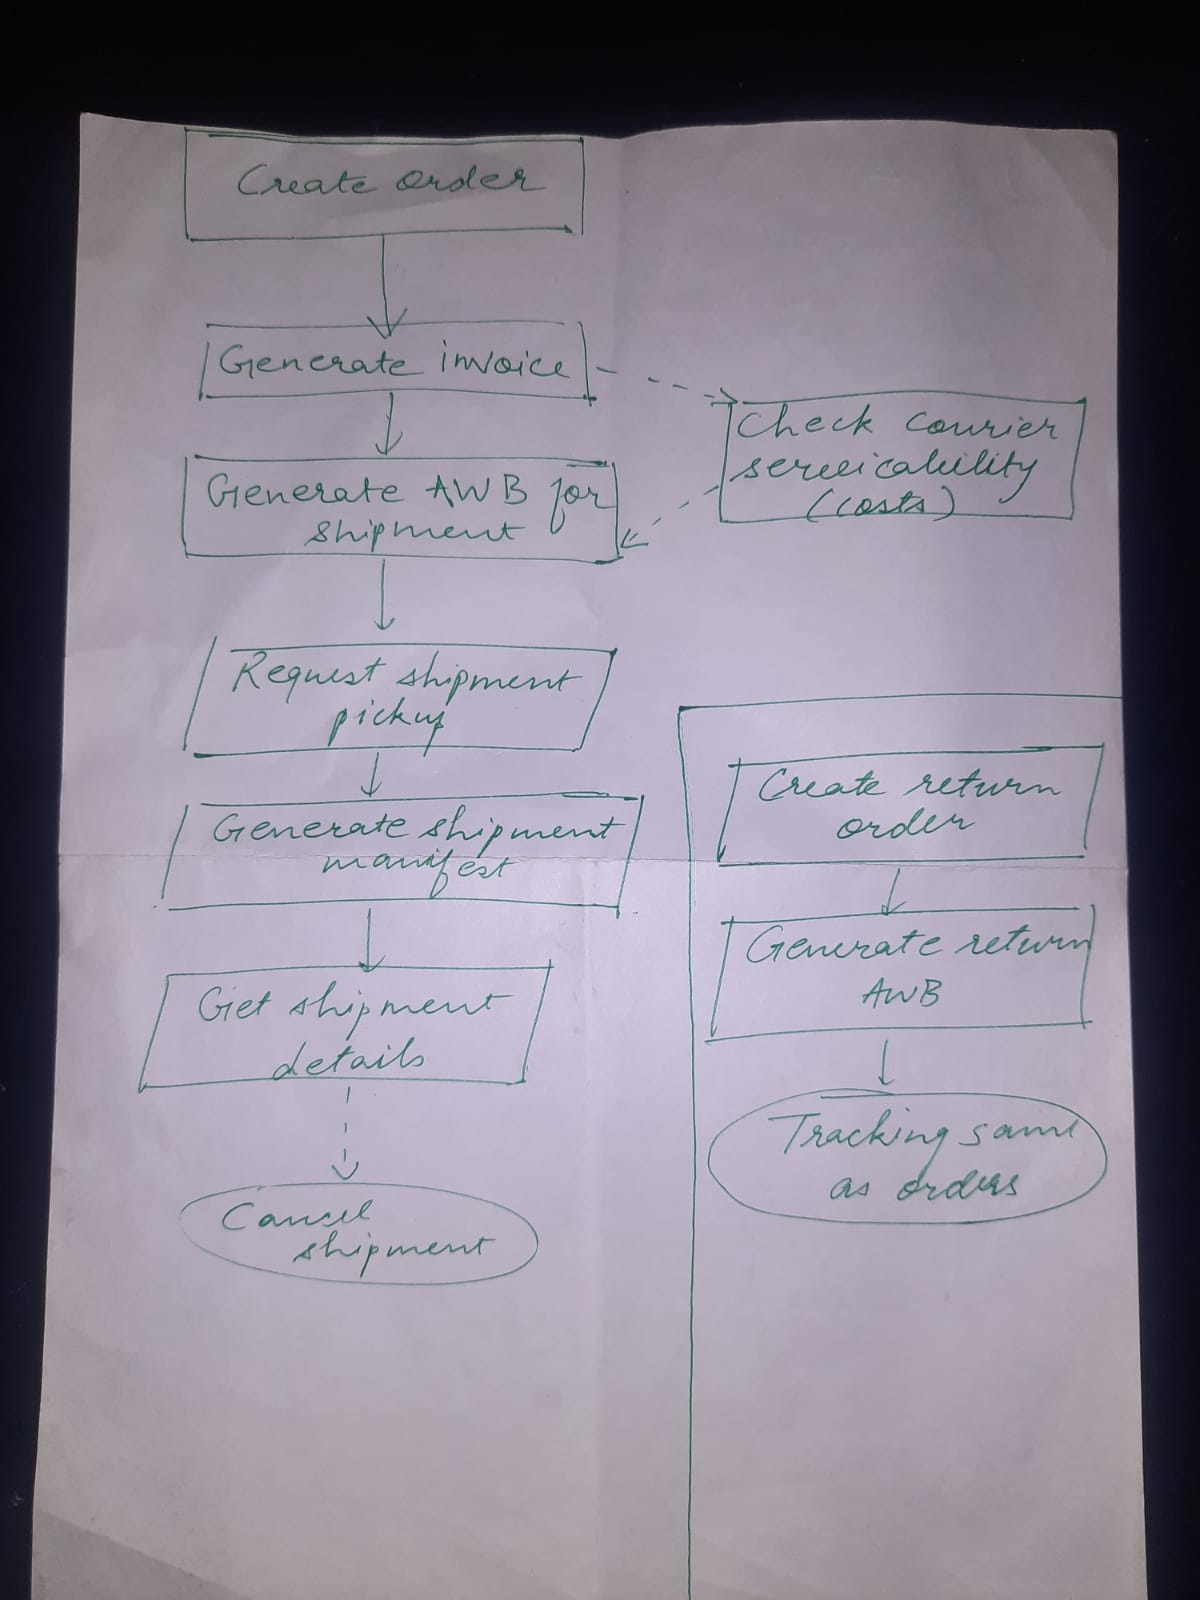 Create order
Generate invoice
Check courier
serviceability
(costs)
Generate AWB for
shipment
Request shipment
pickup
Generate shipment
manifest
Get shipment
details
Cancel
shipment
Create return
order
Generate return
AWB
Tracking same
as orders